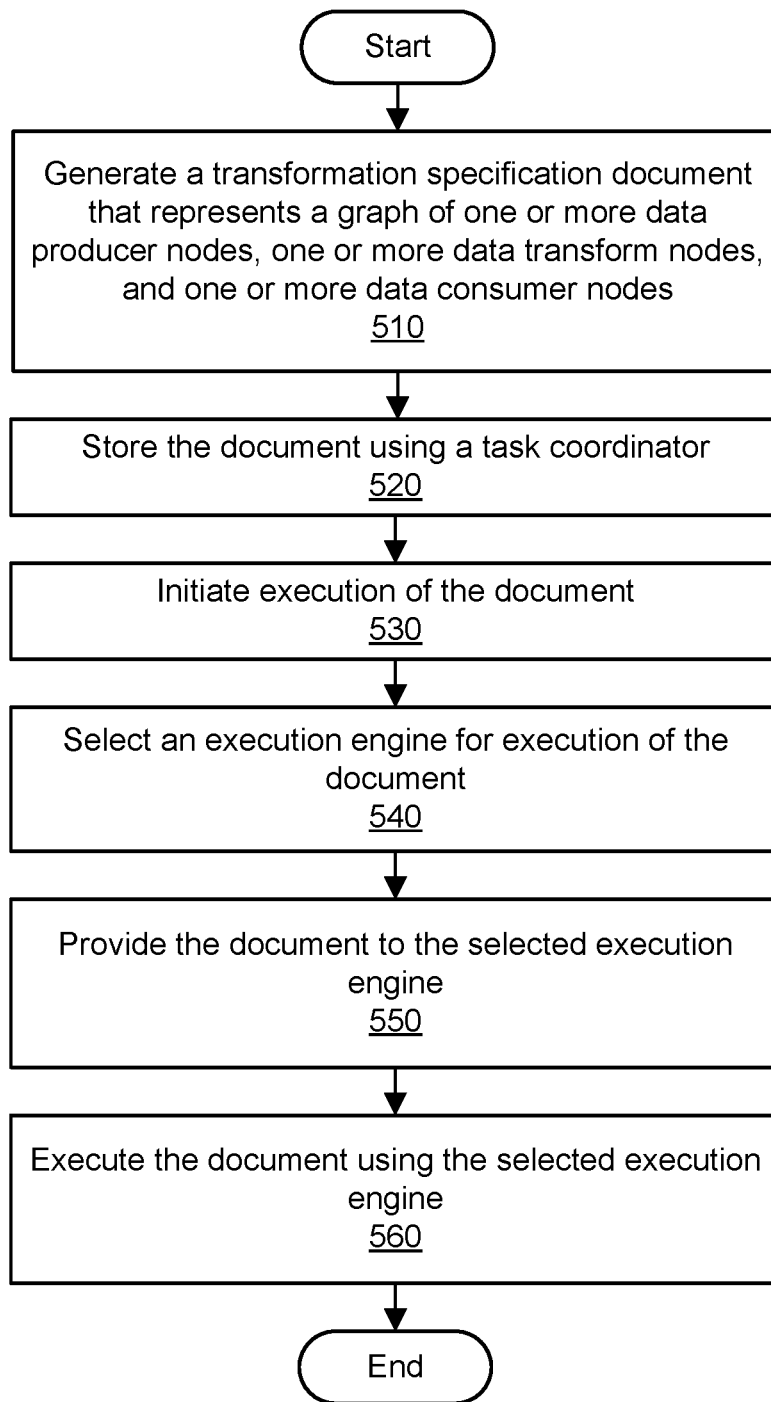 Start
Generate a transformation specification document
that represents a graph of one or more data
producer nodes, one or more data transform nodes,
and one or more data consumer nodes
510
Store the document using a task coordinator
520
Initiate execution of the document
530
Select an execution engine for execution of the
document
540
Provide the document to the selected execution
engine
550
Execute the document using the selected execution
engine
560
End